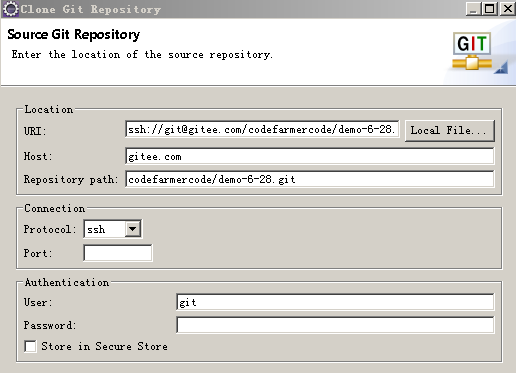 Clone Git Repository
Source Git Repository
Enter the location of the source repository.
GIT
Location
URI: ssh://git@gitee.com/codefarmercode/demo-6-28. Local File...
Host: gitee.com
Repository path: codefarmercode/demo-6-28.git
Connection
Protocol: ssh
Port:
Authentication
User: git
Password:
Store in Secure Store